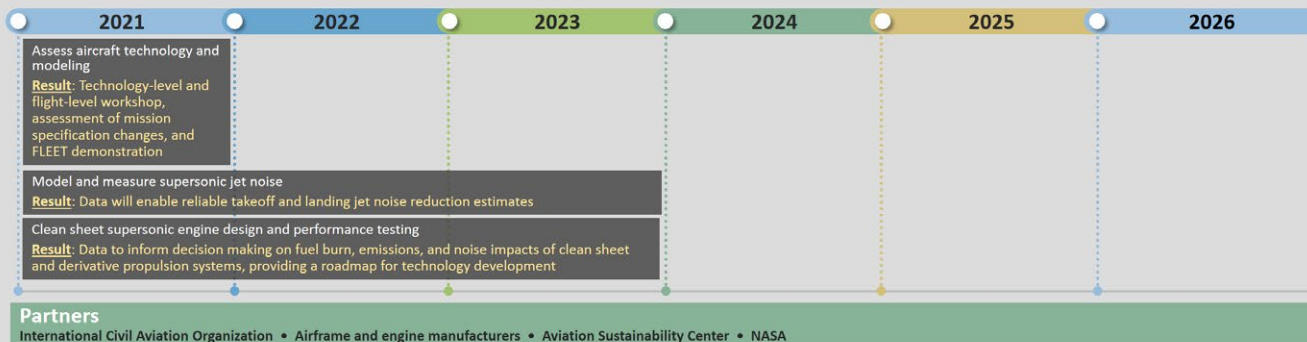 2021 2022 2023 2024 2025 2026
Assess aircraft technology and
modeling
Result: Technology-level and
flight-level workshop,
assessment of mission
specification changes, and
FLEET demonstration
Model and measure supersonic jet noise
Result: Data will enable reliable takeoff and landing jet noise reduction estimates
Clean sheet supersonic engine design and performance testing
Result: Data to inform decision making on fuel burn, emissions, and noise impacts of clean sheet
and derivative propulsion systems, providing a roadmap for technology development
Partners
International Civil Aviation Organization • Airframe and engine manufacturers • Aviation Sustainability Center • NASA